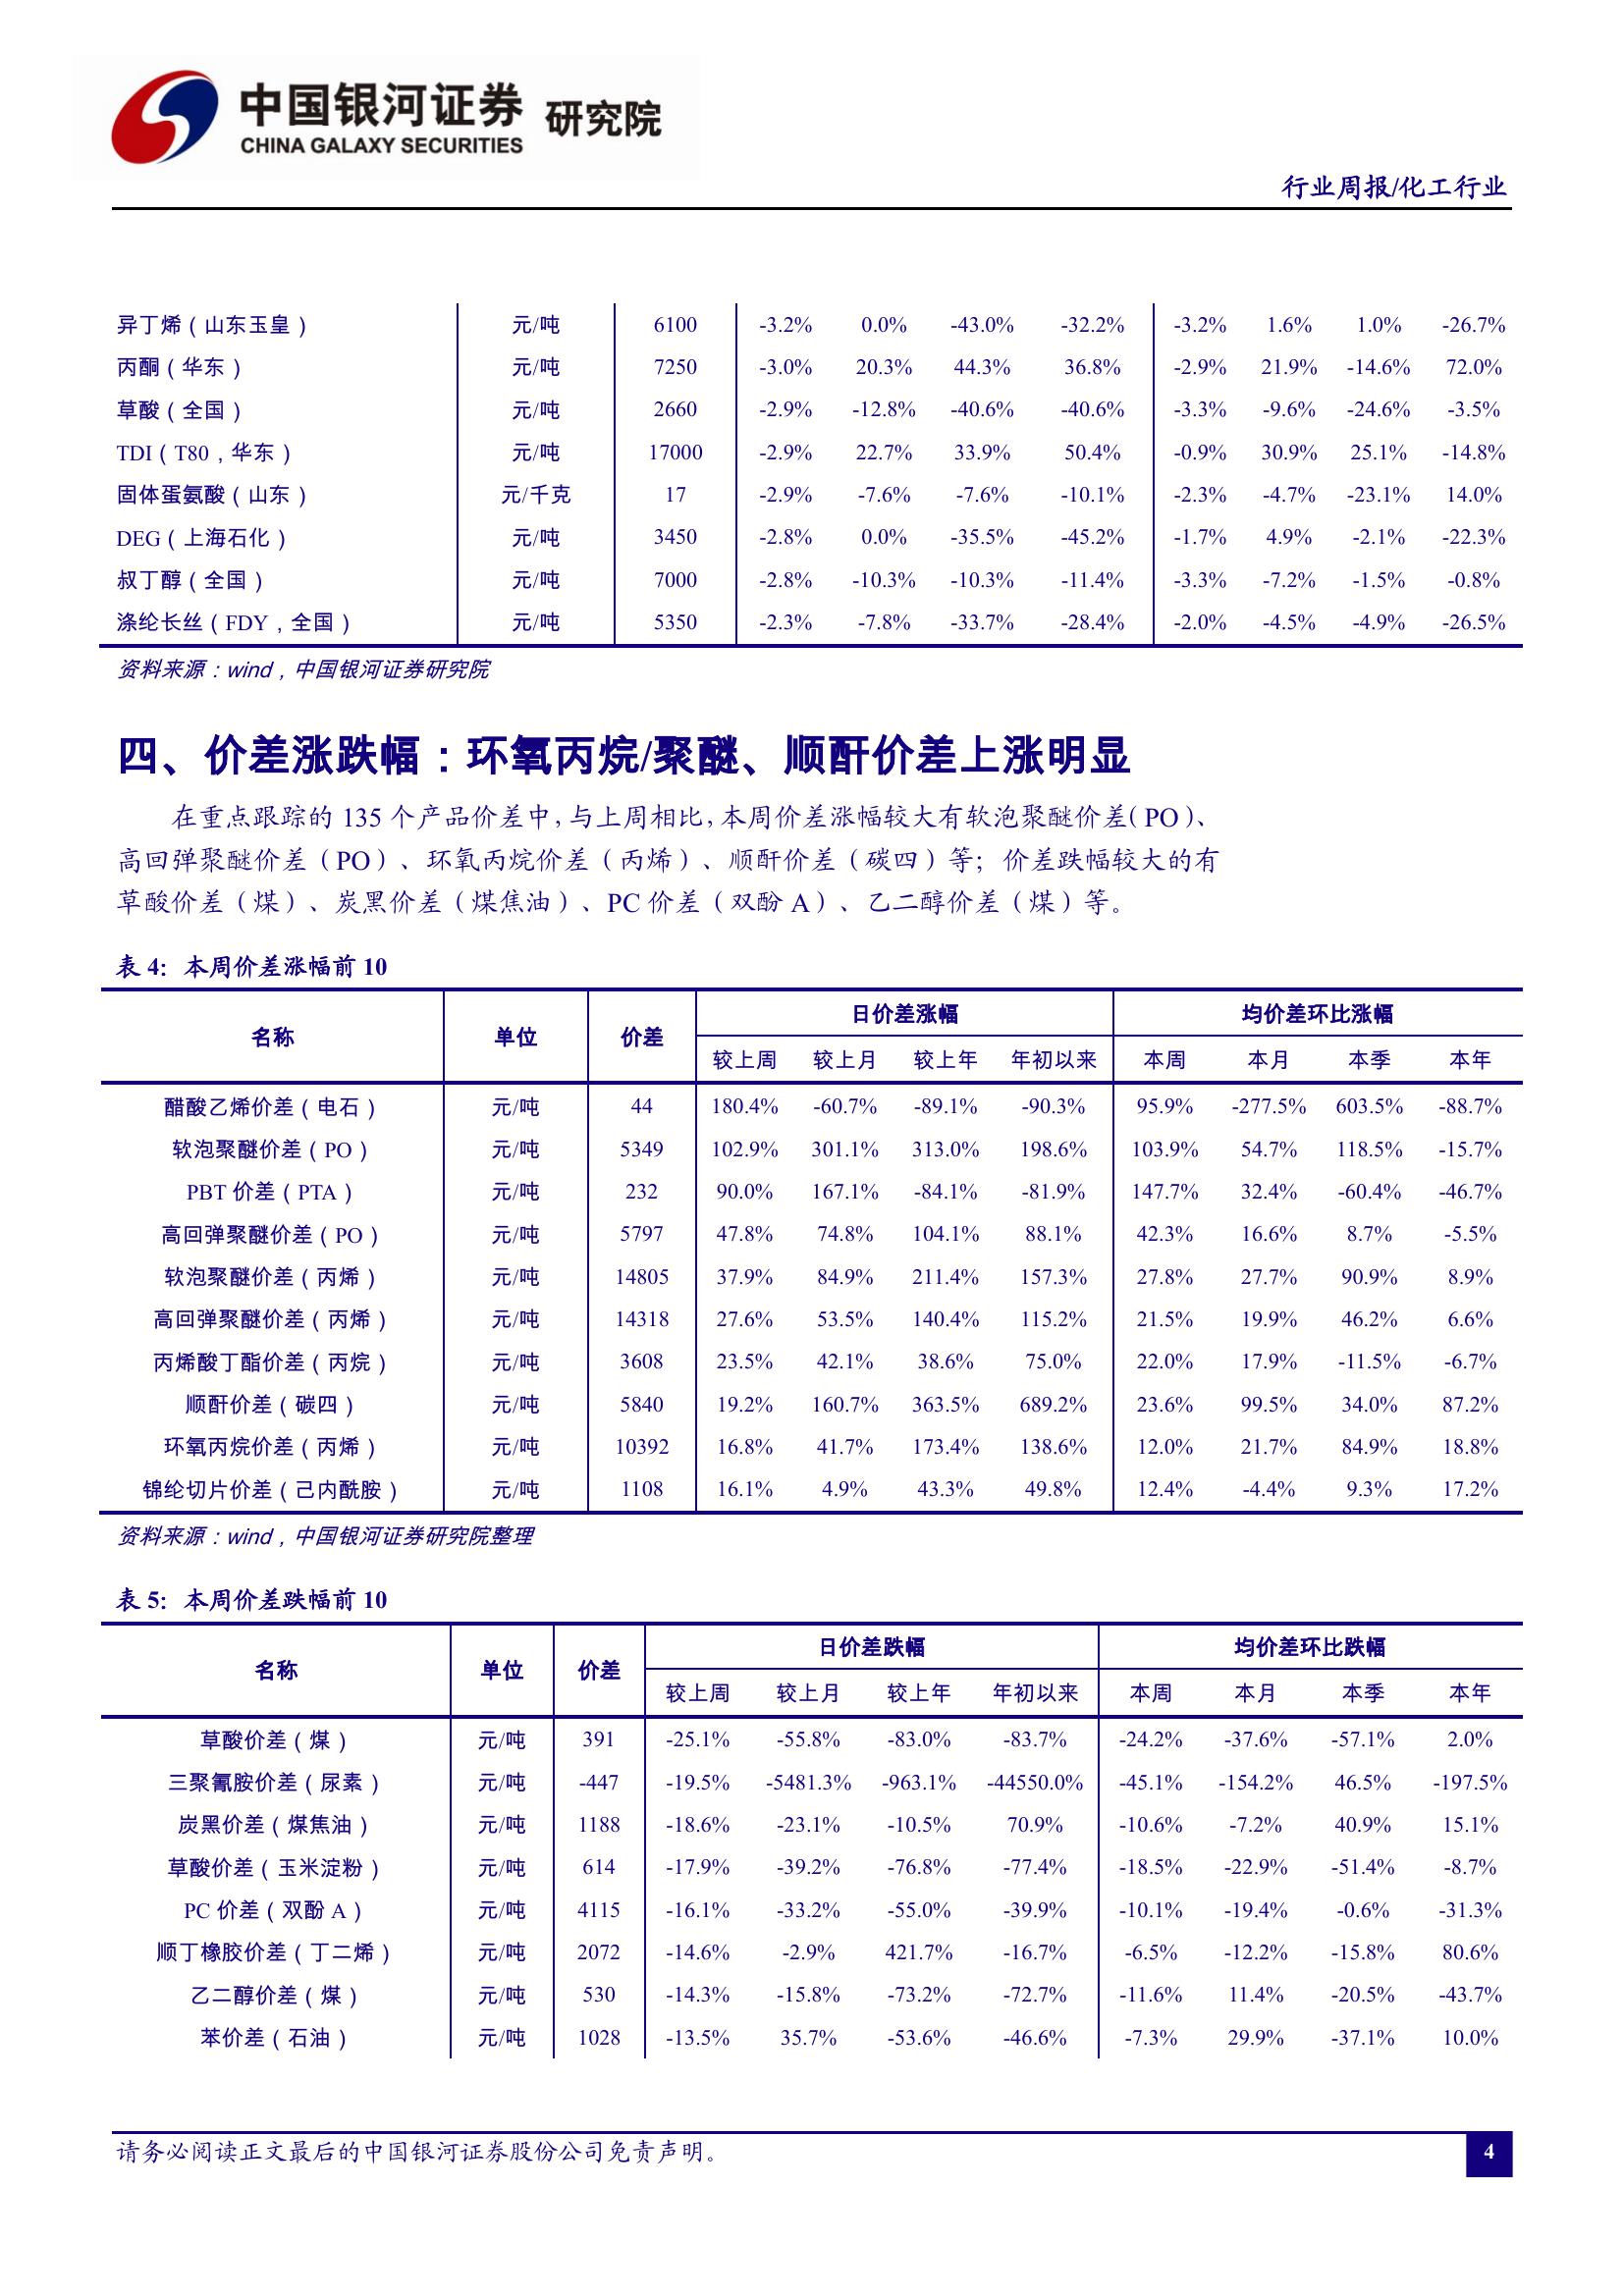 中国银河证券 研究院
CHINA GALAXY SECURITIES
行业周报/化工行业
异丁烯（山东玉皇） 元/吨 6100 -3.2% 0.0% -43.0% -32.2% -3.2% 1.6% 1.0% -26.7%
丙酮（华东） 元/吨 7250 -3.0% 20.3% 44.3% 36.8% -2.9% 21.9% -14.6% 72.0%
草酸（全国） 元/吨 2660 -2.9% -12.8% -40.6% -40.6% -3.3% -9.6% -24.6% -3.5%
TDI（T80，华东） 元/吨 17000 -2.9% 22.7% 33.9% 50.4% -0.9% 30.9% 25.1% -14.8%
固体蛋氨酸（山东） 元/千克 17 -2.9% -7.6% -7.6% -10.1% -2.3% -4.7% -23.1% 14.0%
DEG（上海石化） 元/吨 3450 -2.8% 0.0% -35.5% -45.2% -1.7% 4.9% -2.1% -22.3%
叔丁醇（全国） 元/吨 7000 -2.8% -10.3% -10.3% -11.4% -3.3% -7.2% -1.5% -0.8%
涤纶长丝（FDY，全国） 元/吨 5350 -2.3% -7.8% -33.7% -28.4% -2.0% -4.5% -4.9% -26.5%
资料来源：wind，中国银河证券研究院
四、价差涨跌幅：环氧丙烷/聚醚、顺酐价差上涨明显
在重点跟踪的 135 个产品价差中，与上周相比，本周价差涨幅较大有软泡聚醚价差（PO）、
高回弹聚醚价差（PO）、环氧丙烷价差（丙烯）、顺酐价差（碳四）等；价差跌幅较大的有
草酸价差（煤）、炭黑价差（煤焦油）、PC 价差（双酚 A）、乙二醇价差（煤）等。
表 4：本周价差涨幅前 10
名称 单位 价差 日价差涨幅 均价差环比涨幅
较上周 较上月 较上年 年初以来 本周 本月 本季 本年
醋酸乙烯价差（电石） 元/吨 44 180.4% -60.7% -89.1% -90.3% 95.9% -277.5% 603.5% -88.7%
软泡聚醚价差（PO） 元/吨 5349 102.9% 301.1% 313.0% 198.6% 103.9% 54.7% 118.5% -15.7%
PBT 价差（PTA） 元/吨 232 90.0% 167.1% -84.1% -81.9% 147.7% 32.4% -60.4% -46.7%
高回弹聚醚价差（PO） 元/吨 5797 47.8% 74.8% 104.1% 88.1% 42.3% 16.6% 8.7% -5.5%
软泡聚醚价差（丙烯） 元/吨 14805 37.9% 84.9% 211.4% 157.3% 27.8% 27.7% 90.9% 8.9%
高回弹聚醚价差（丙烯） 元/吨 14318 27.6% 53.5% 140.4% 115.2% 21.5% 19.9% 46.2% 6.6%
丙烯酸丁酯价差（丙烷） 元/吨 3608 23.5% 42.1% 38.6% 75.0% 22.0% 17.9% -11.5% -6.7%
顺酐价差（碳四） 元/吨 5840 19.2% 160.7% 363.5% 689.2% 23.6% 99.5% 34.0% 87.2%
环氧丙烷价差（丙烯） 元/吨 10392 16.8% 41.7% 173.4% 138.6% 12.0% 21.7% 84.9% 18.8%
锦纶切片价差（己内酰胺） 元/吨 1108 16.1% 4.9% 43.3% 49.8% 12.4% -4.4% 9.3% 17.2%
资料来源：wind，中国银河证券研究院整理
表 5：本周价差跌幅前 10
名称 单位 价差 日价差跌幅 均价差环比跌幅
较上周 较上月 较上年 年初以来 本周 本月 本季 本年
草酸价差（煤） 元/吨 391 -25.1% -55.8% -83.0% -83.7% -24.2% -37.6% -57.1% 2.0%
三聚氰胺价差（尿素） 元/吨 -447 -19.5% -5481.3% -963.1% -44550.0% -45.1% -154.2% 46.5% -197.5%
炭黑价差（煤焦油） 元/吨 1188 -18.6% -23.1% -10.5% 70.9% -10.6% -7.2% 40.9% 15.1%
草酸价差（玉米淀粉） 元/吨 614 -17.9% -39.2% -76.8% -77.4% -18.5% -22.9% -51.4% -8.7%
PC 价差（双酚 A） 元/吨 4115 -16.1% -33.2% -55.0% -39.9% -10.1% -19.4% -0.6% -31.3%
顺丁橡胶价差（丁二烯） 元/吨 2072 -14.6% -2.9% 421.7% -16.7% -6.5% -12.2% -15.8% 80.6%
乙二醇价差（煤） 元/吨 530 -14.3% -15.8% -73.2% -72.7% -11.6% 11.4% -20.5% -43.7%
苯价差（石油） 元/吨 1028 -13.5% 35.7% -53.6% -46.6% -7.3% 29.9% -37.1% 10.0%
请务必阅读正文最后的中国银河证券股份公司免责声明。 4